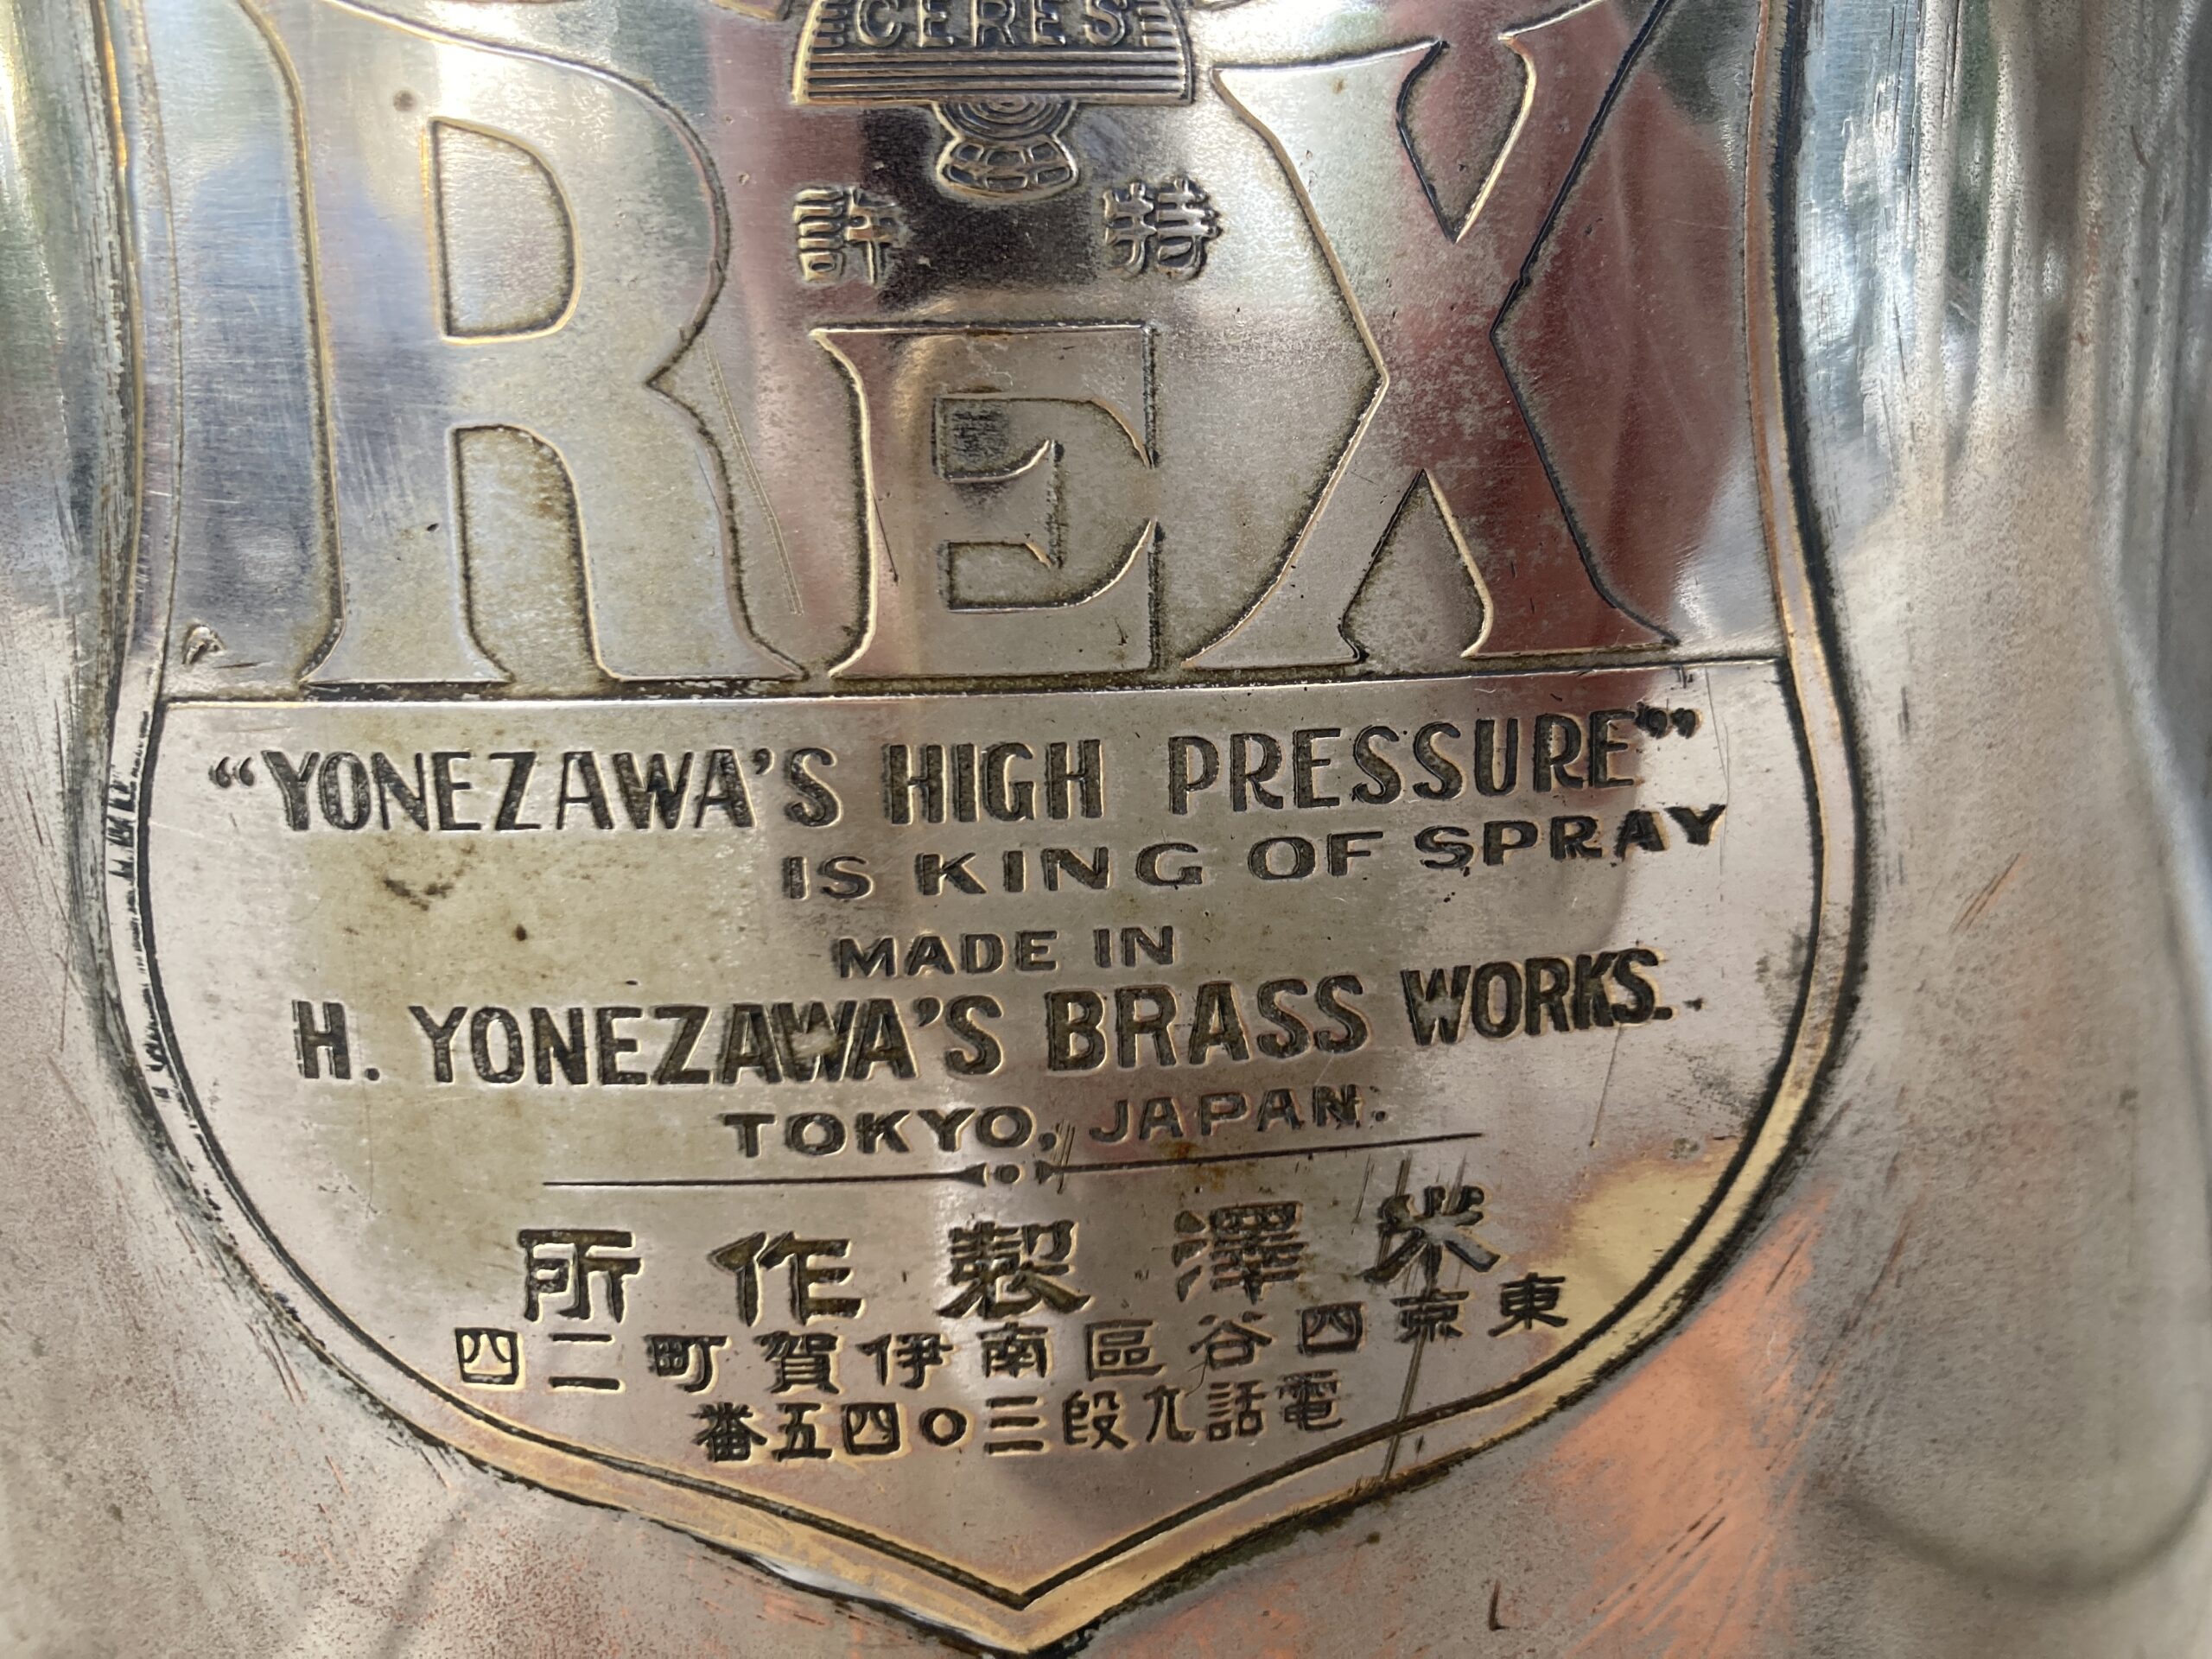 CERES
特許
REX
“YONEZAWA'S HIGH PRESSURE”
IS KING OF SPRAY
MADE IN
H. YONEZAWA'S BRASS WORKS.
TOKYO, JAPAN.
米澤製作所
東京四谷區南伊賀町二四
電話九段三〇四五番